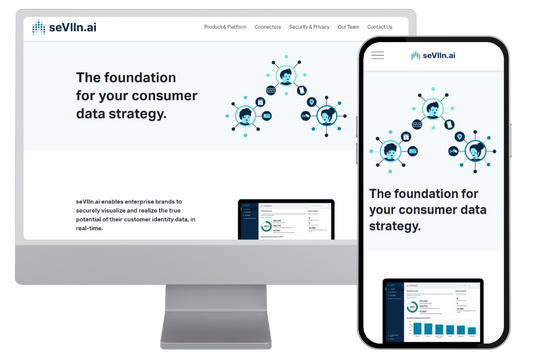 seVIIn.ai
Product & Platform Connectors Security & Privacy Our Team Contact Us
The foundation
for your consumer
data strategy.
seVIIn.ai enables enterprise brands to
securely visualize and realize the true
potential of their customer identity data, in
real-time.
seVIIn.ai
The foundation for
your consumer data
strategy.